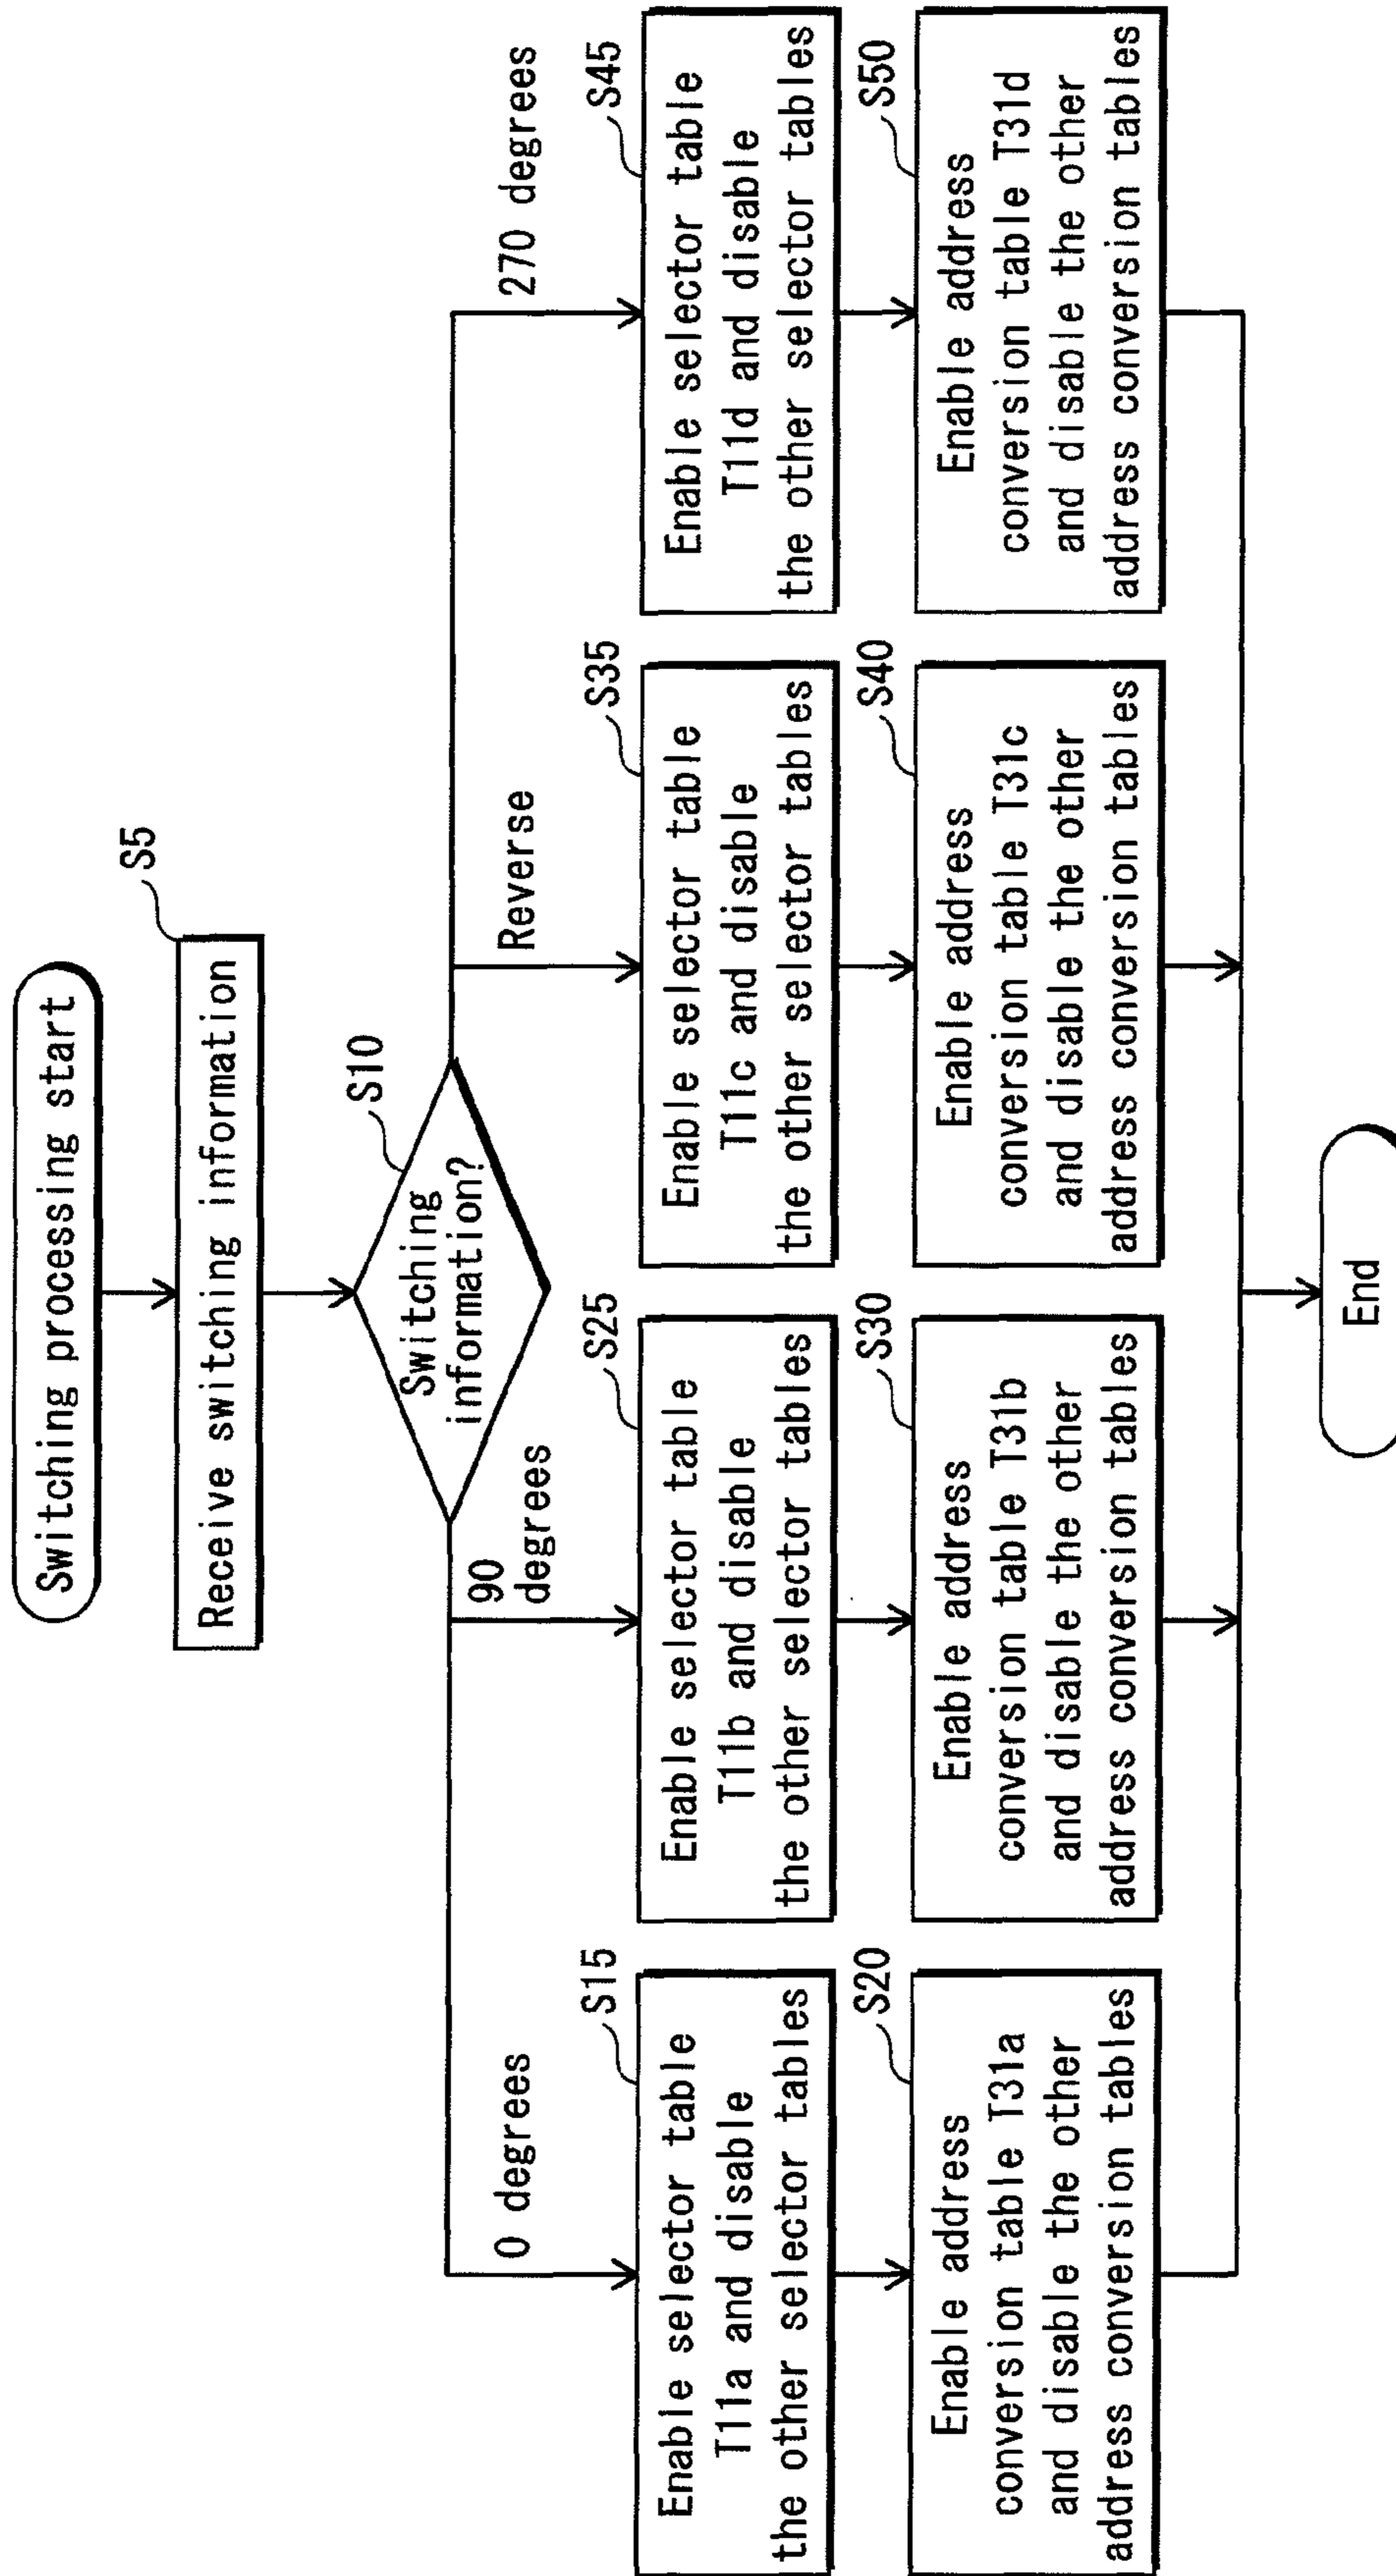 Switching processing start
S5
Receive switching information
S10
Switching
information?
0 degrees
90
degrees
Reverse
270 degrees
S15
Enable selector table
T11a and disable
the other selector tables
S25
Enable selector table
T11b and disable
the other selector tables
S35
Enable selector table
T11c and disable
the other selector tables
S45
Enable selector table
T11d and disable
the other selector tables
S20
Enable address
conversion table T31a
and disable the other
address conversion tables
S30
Enable address
conversion table T31b
and disable the other
address conversion tables
S40
Enable address
conversion table T31c
and disable the other
address conversion tables
S50
Enable address
conversion table T31d
and disable the other
address conversion tables
End